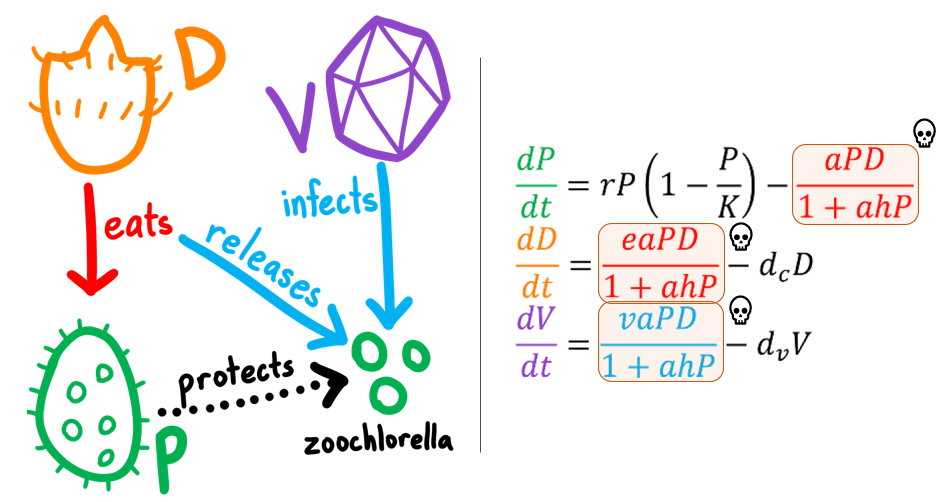 D
V
infects
eats
releases
protects
P
zoochlorella
dP/dt = rP(1 − P/K) − aPD/(1 + ahP)
dD/dt = eaPD/(1 + ahP) − d_cD
dV/dt = vaPD/(1 + ahP) − d_vV